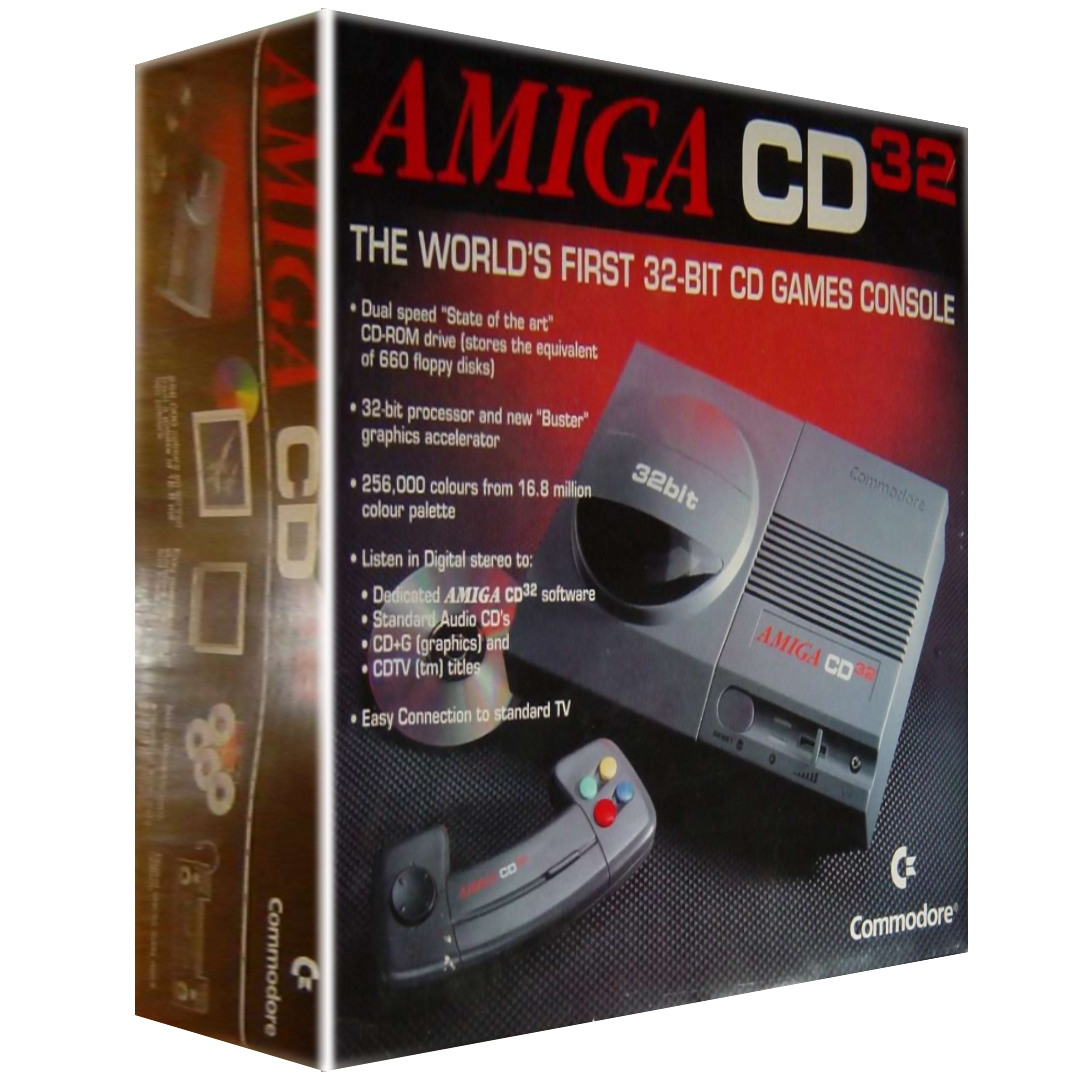 AMIGA CD32
THE WORLD'S FIRST 32-BIT CD GAMES CONSOLE
• Dual speed "State of the art"
CD-ROM drive (stores the equivalent
of 660 floppy disks)
• 32-bit processor and new "Buster"
graphics accelerator
• 256,000 colours from 16.8 million
colour palette
• Listen in Digital stereo to:
• Dedicated AMIGA CD32 software
• Standard Audio CD's
• CD+G (graphics) and
• CDTV (tm) titles
• Easy Connection to standard TV
32bit
Commodore
AMIGA CD32
RESET
AMIGA CD32
Commodore®
AMIGA CD
Commodore